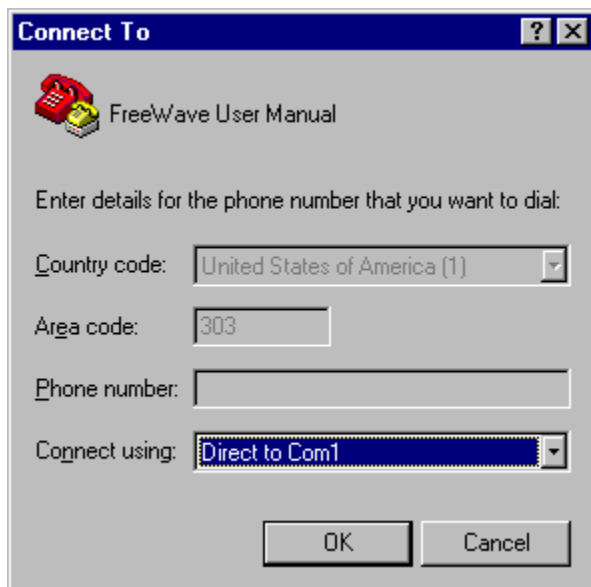 Connect To
FreeWave User Manual
Enter details for the phone number that you want to dial:
Country code: United States of America (1)
Area code: 303
Phone number:
Connect using: Direct to Com1
OK Cancel